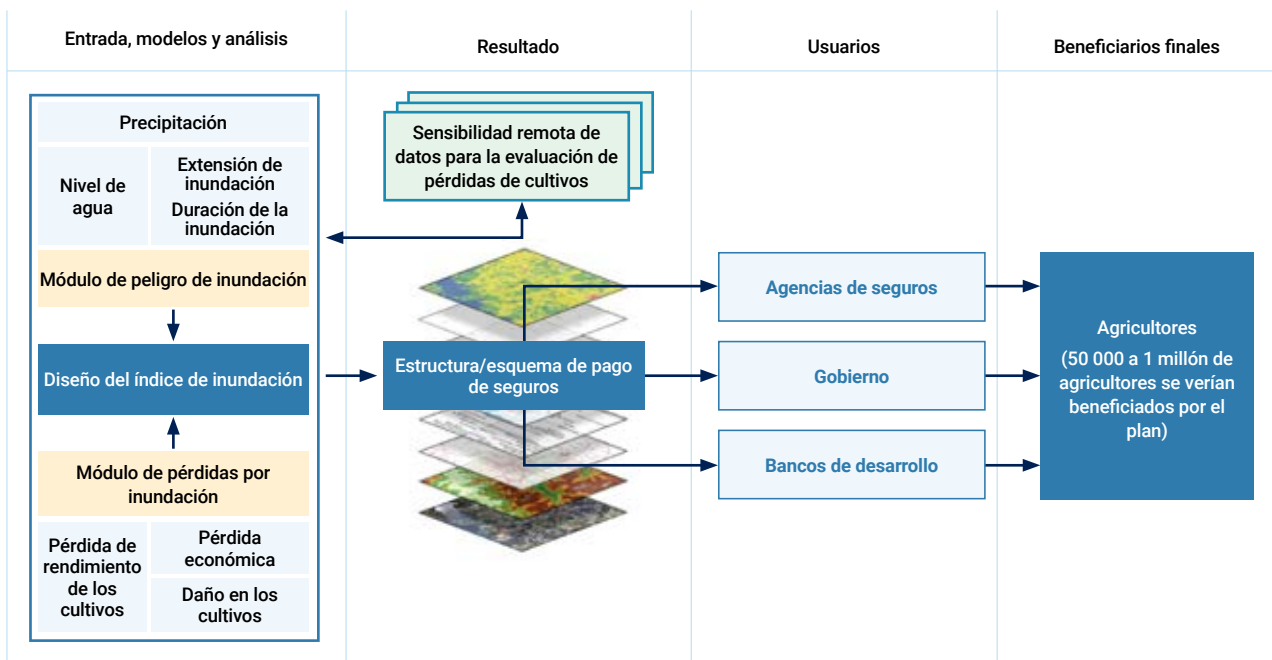 Entrada, modelos y análisis
Resultado
Usuarios
Beneficiarios finales
Precipitación
Nivel de
agua
Extensión de
inundación
Duración de la
inundación
Módulo de peligro de inundación
Diseño del índice de inundación
Módulo de pérdidas por
inundación
Pérdida de
rendimiento
de los
cultivos
Pérdida
económica
Daño en los
cultivos
Sensibilidad remota de
datos para la evaluación de
pérdidas de cultivos
Estructura/esquema de pago
de seguros
Agencias de seguros
Gobierno
Bancos de desarrollo
Agricultores
(50 000 a 1 millón de
agricultores se verían
beneficiados por el
plan)